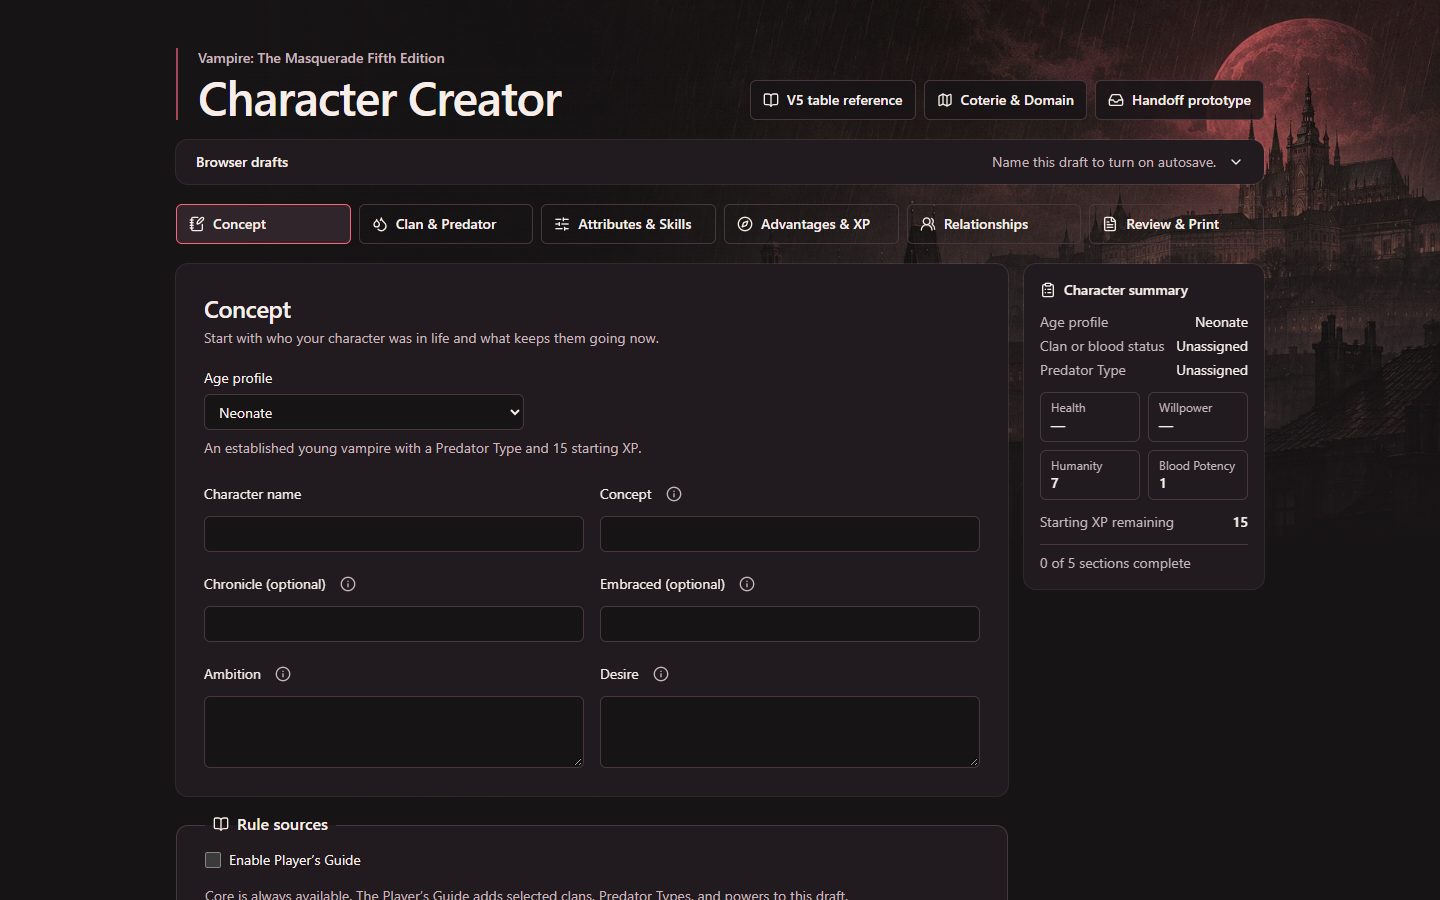 Vampire: The Masquerade Fifth Edition
Character Creator
V5 table reference
Coterie & Domain
Handoff prototype
Browser drafts
Name this draft to turn on autosave.
Concept
Clan & Predator
Attributes & Skills
Advantages & XP
Relationships
Review & Print
Concept
Start with who your character was in life and what keeps them going now.
Age profile
Neonate
An established young vampire with a Predator Type and 15 starting XP.
Character name
Concept
Chronicle (optional)
Embraced (optional)
Ambition
Desire
Character summary
Age profile Neonate
Clan or blood status Unassigned
Predator Type Unassigned
Health
—
Willpower
—
Humanity
7
Blood Potency
1
Starting XP remaining 15
0 of 5 sections complete
Rule sources
Enable Player’s Guide
Core is always available. The Player’s Guide adds selected clans, Predator Types, and powers to this draft.